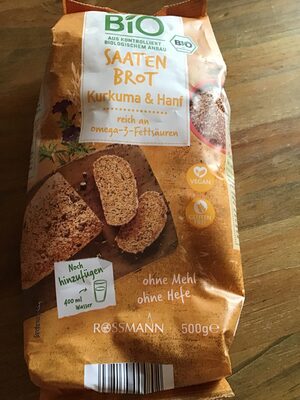 BiO
AUS KONTROLLIERT
BIOLOGISCHEM ANBAU
BIO
SAATEN
BROT
Kurkuma & Hanf
reich an
omega-3-Fettsäuren
VEGAN
Noch
hinzufügen
400 ml
Wasser
ohne Mehl
ohne Hefe
ROSSMANN
500g e